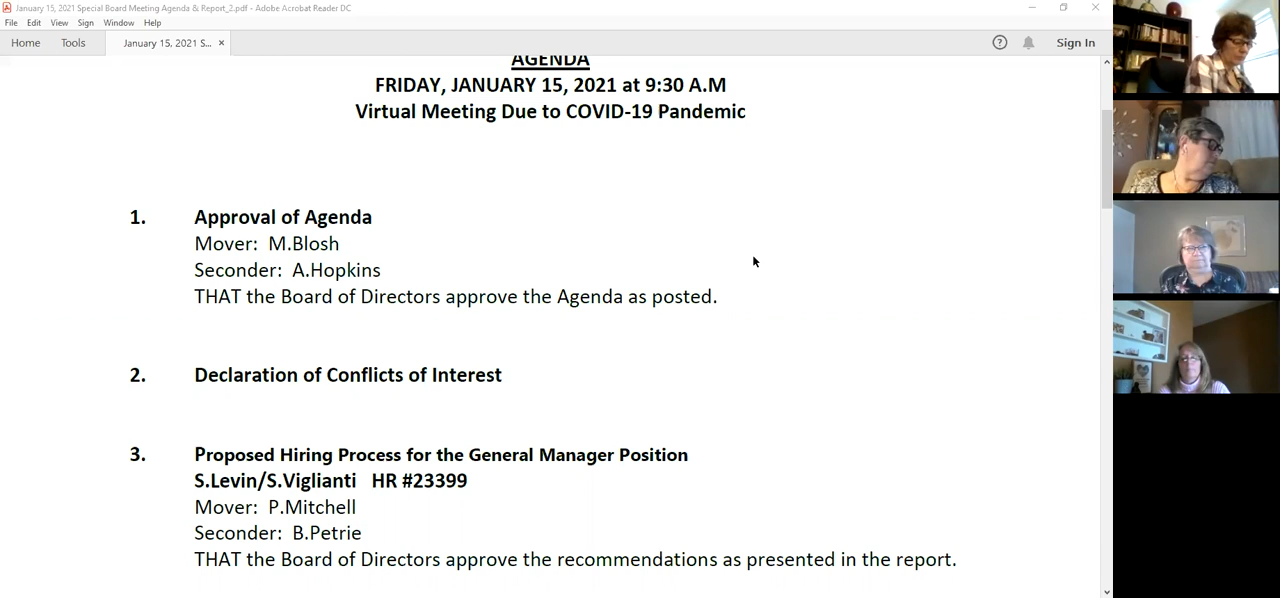 January 15, 2021 Special Board Meeting Agenda & Report_2.pdf - Adobe Acrobat Reader DC
File Edit View Sign Window Help
Home Tools January 15, 2021 S... × Sign In
AGENDA
FRIDAY, JANUARY 15, 2021 at 9:30 A.M
Virtual Meeting Due to COVID-19 Pandemic
1. Approval of Agenda
Mover: M.Blosh
Seconder: A.Hopkins
THAT the Board of Directors approve the Agenda as posted.
2. Declaration of Conflicts of Interest
3. Proposed Hiring Process for the General Manager Position
S.Levin/S.Viglianti HR #23399
Mover: P.Mitchell
Seconder: B.Petrie
THAT the Board of Directors approve the recommendations as presented in the report.